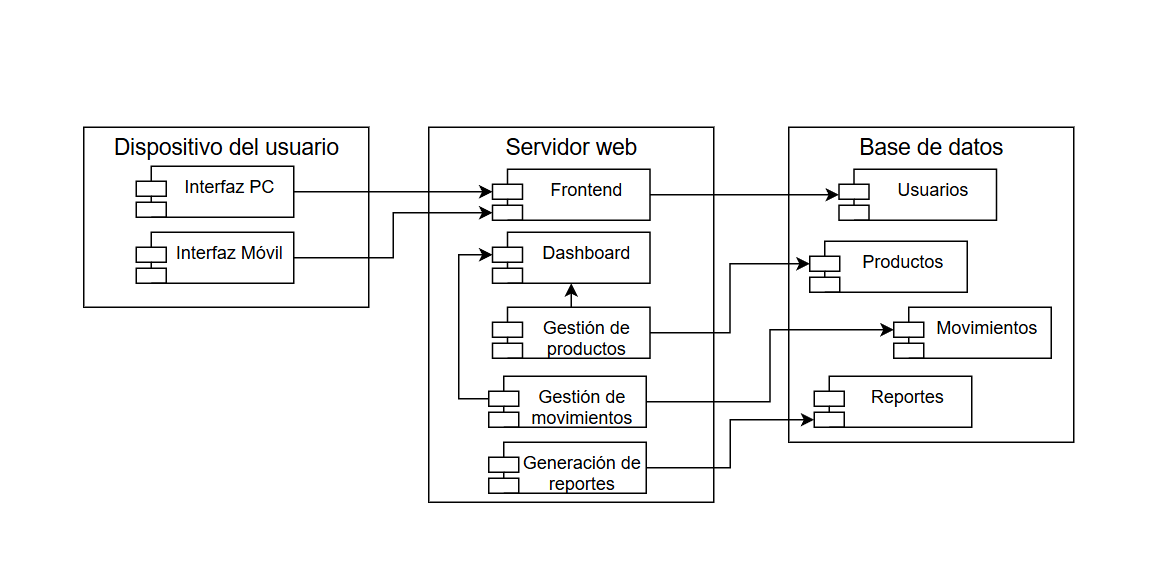 Dispositivo del usuario
Interfaz PC
Interfaz Móvil
Servidor web
Frontend
Dashboard
Gestión de
productos
Gestión de
movimientos
Generación de
reportes
Base de datos
Usuarios
Productos
Movimientos
Reportes